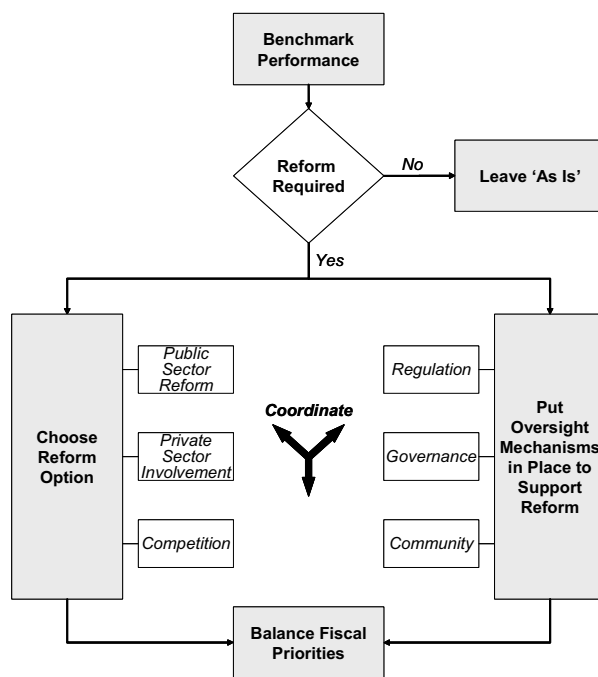 Benchmark
Performance
Reform
Required
No
Leave ‘As Is’
Yes
Choose
Reform
Option
Public
Sector
Reform
Private
Sector
Involvement
Competition
Coordinate
Regulation
Governance
Community
Put
Oversight
Mechanisms
in Place to
Support
Reform
Balance Fiscal
Priorities